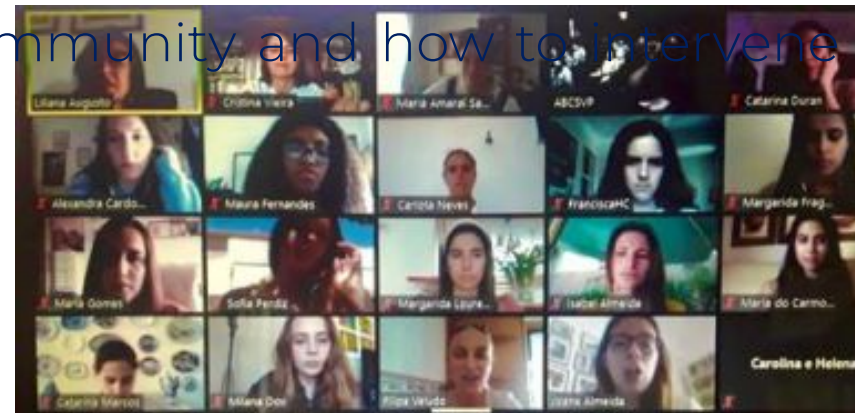 mmunity and how to intervene
Liliana Augusto
Cristina Vieira
Maria Amaral Sa...
ABCSVP
Catarina Duran
Alexandra Cardo...
Maura Fernandes
Carlota Neves
FranciscaHC
Margarida Frag...
Maria Gomes
Sofia Perdiz
Margarida Loure...
Isabel Almeida
Maria do Carmo...
Catarina Marcos
Milana Dovi
Filipa Veludo
Joana Almeida
Carolina e Helena